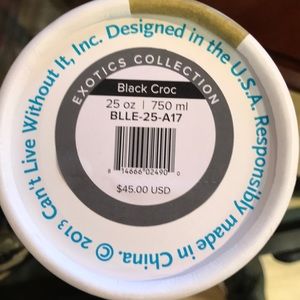 © 2013 Can't Live Without It, Inc. Designed in the U.S.A. Responsibly made in China.
EXOTICS COLLECTION
Black Croc
25 oz | 750 ml
BLLE-25-A17
8 14666 02490 0
$45.00 USD